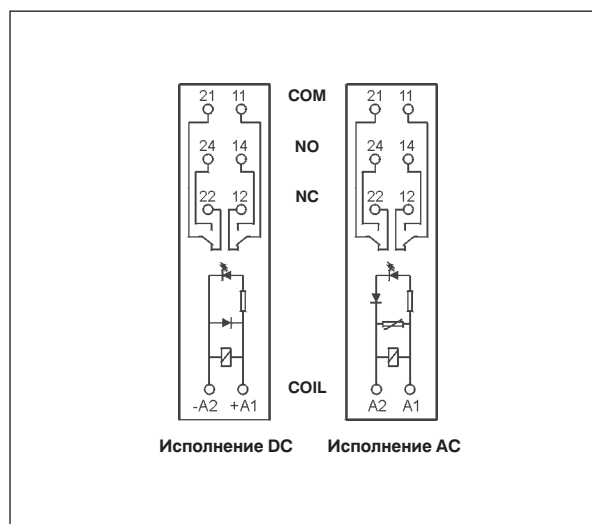 21 11 COM 21 11
24 14 NO 24 14
22 12 NC 22 12
COIL
-A2 +A1 A2 A1
Исполнение DC Исполнение AC